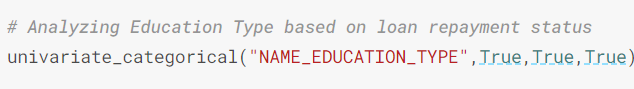 # Analyzing Education Type based on loan repayment status
univariate_categorical("NAME_EDUCATION_TYPE",True,True,True)